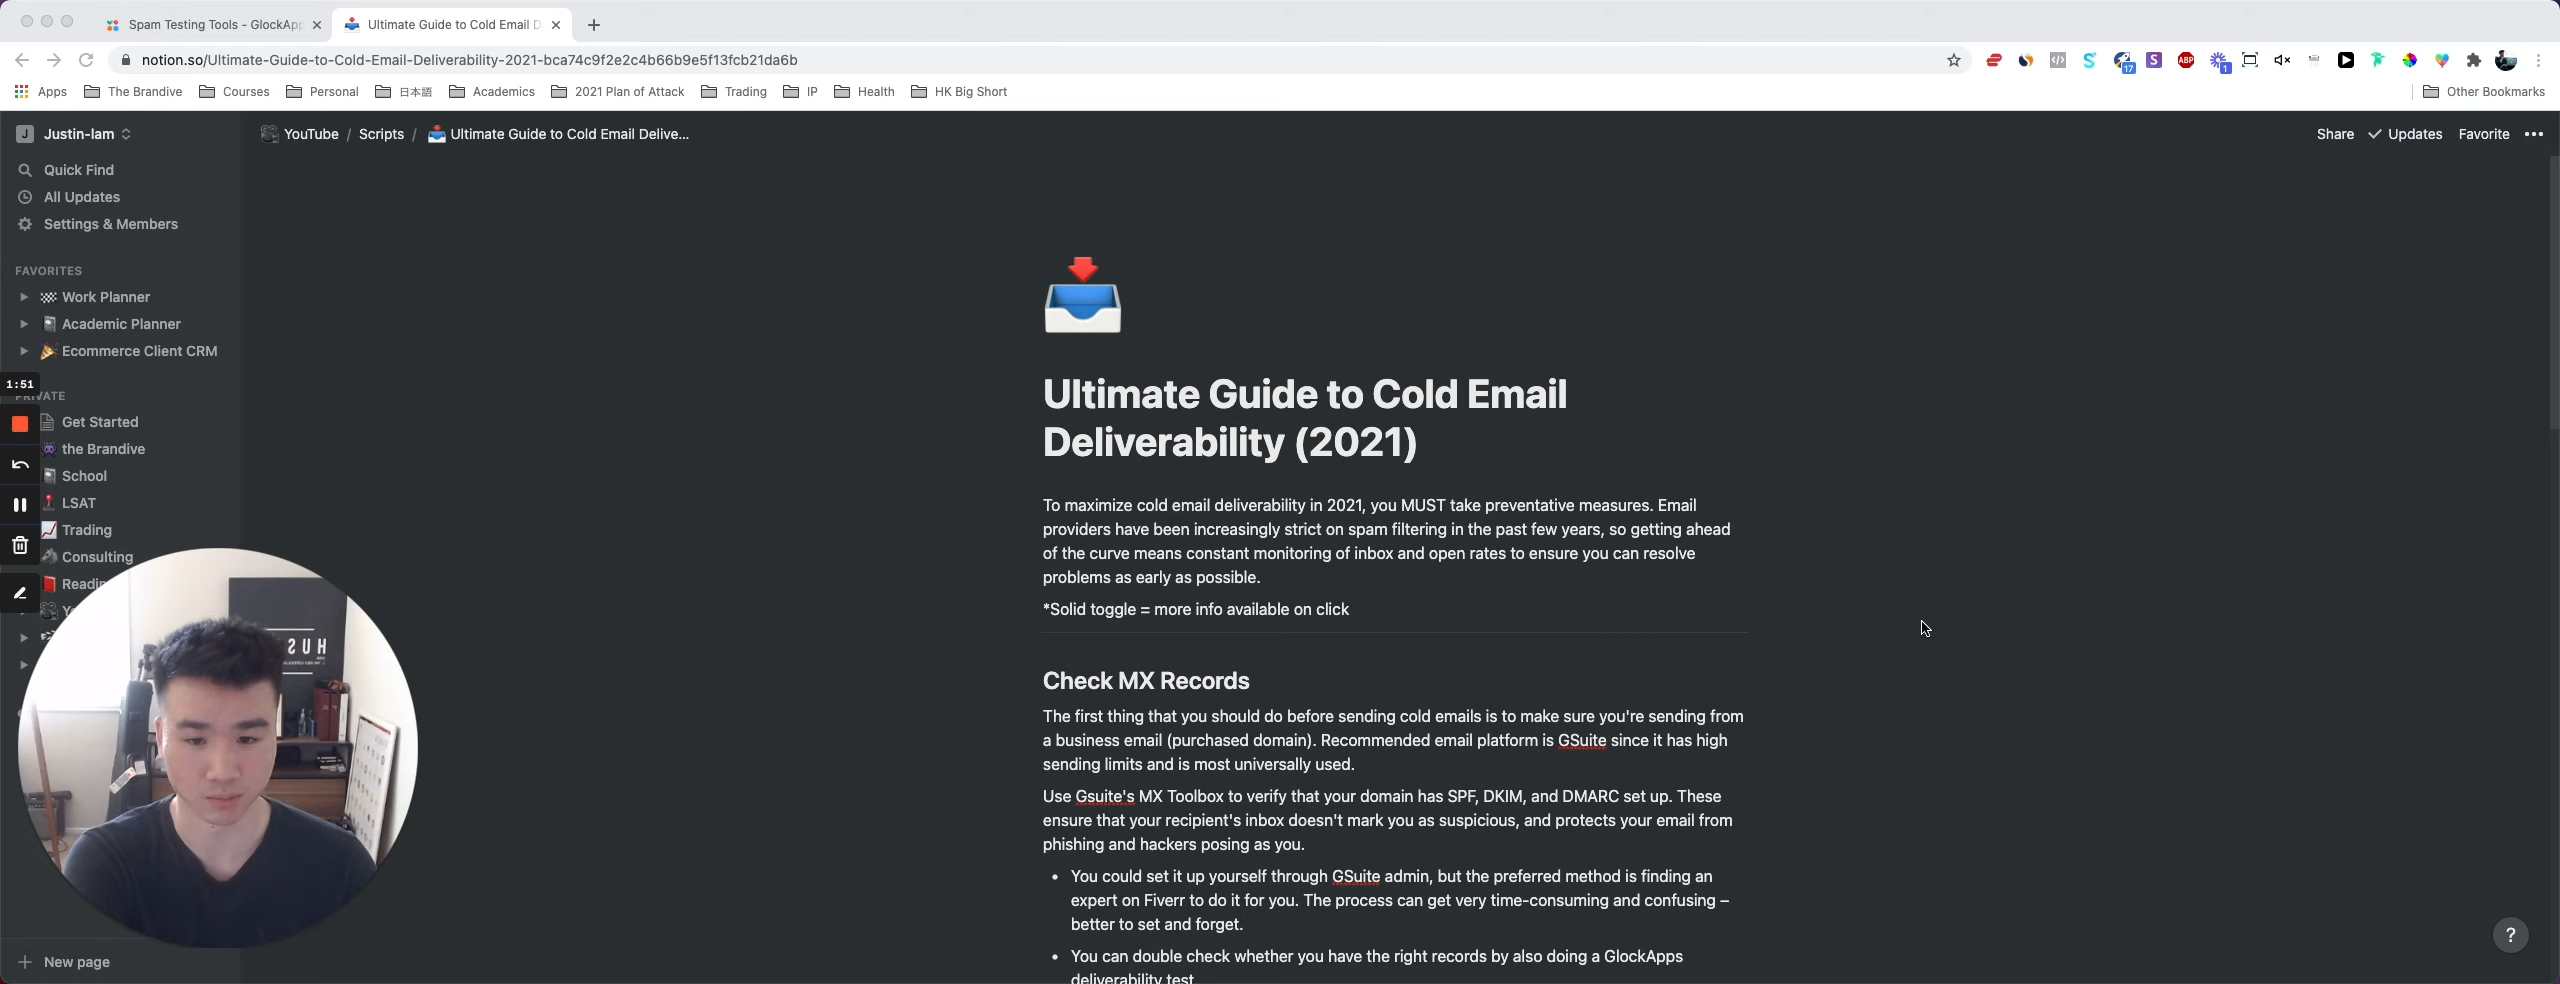 Spam Testing Tools - GlockApp
Ultimate Guide to Cold Email D
notion.so/Ultimate-Guide-to-Cold-Email-Deliverability-2021-bca74c9f2e2c4b66b9e5f13fcb21da6b
17
S
ABP
1
Apps
The Brandive
Courses
Personal
日本語
Academics
2021 Plan of Attack
Trading
IP
Health
HK Big Short
Other Bookmarks
J Justin-lam
YouTube / Scripts / Ultimate Guide to Cold Email Delive...
Share
Updates
Favorite
Quick Find
All Updates
Settings & Members
FAVORITES
Work Planner
Academic Planner
Ecommerce Client CRM
1:51
PRIVATE
Get Started
the Brandive
School
LSAT
Trading
Consulting
Readin
New page
Ultimate Guide to Cold Email
Deliverability (2021)
To maximize cold email deliverability in 2021, you MUST take preventative measures. Email
providers have been increasingly strict on spam filtering in the past few years, so getting ahead
of the curve means constant monitoring of inbox and open rates to ensure you can resolve
problems as early as possible.
*Solid toggle = more info available on click
Check MX Records
The first thing that you should do before sending cold emails is to make sure you're sending from
a business email (purchased domain). Recommended email platform is GSuite since it has high
sending limits and is most universally used.
Use Gsuite's MX Toolbox to verify that your domain has SPF, DKIM, and DMARC set up. These
ensure that your recipient's inbox doesn't mark you as suspicious, and protects your email from
phishing and hackers posing as you.
• You could set it up yourself through GSuite admin, but the preferred method is finding an
expert on Fiverr to do it for you. The process can get very time-consuming and confusing –
better to set and forget.
• You can double check whether you have the right records by also doing a GlockApps
deliverability test.
?